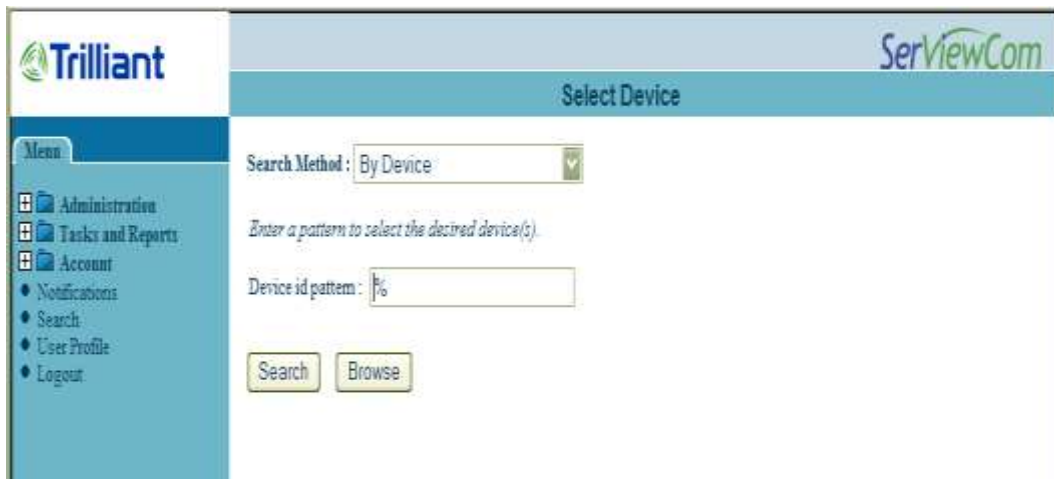 Trilliant
SerViewCom
Select Device
Menu
Administration
Tasks and Reports
Account
Notifications
Search
User Profile
Logout
Search Method : By Device
Enter a pattern to select the desired device(s).
Device id pattern : %
Search Browse